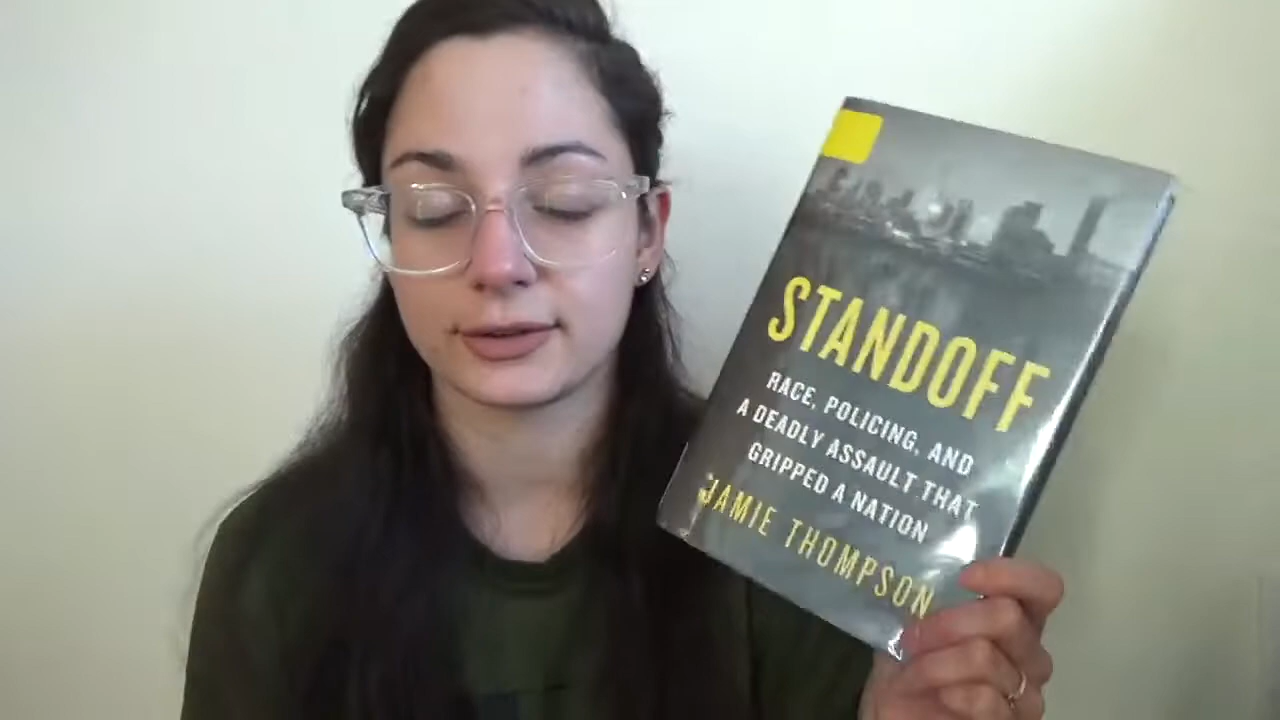 STANDOFF
RACE, POLICING, AND
A DEADLY ASSAULT THAT
GRIPPED A NATION
JAMIE THOMPSON